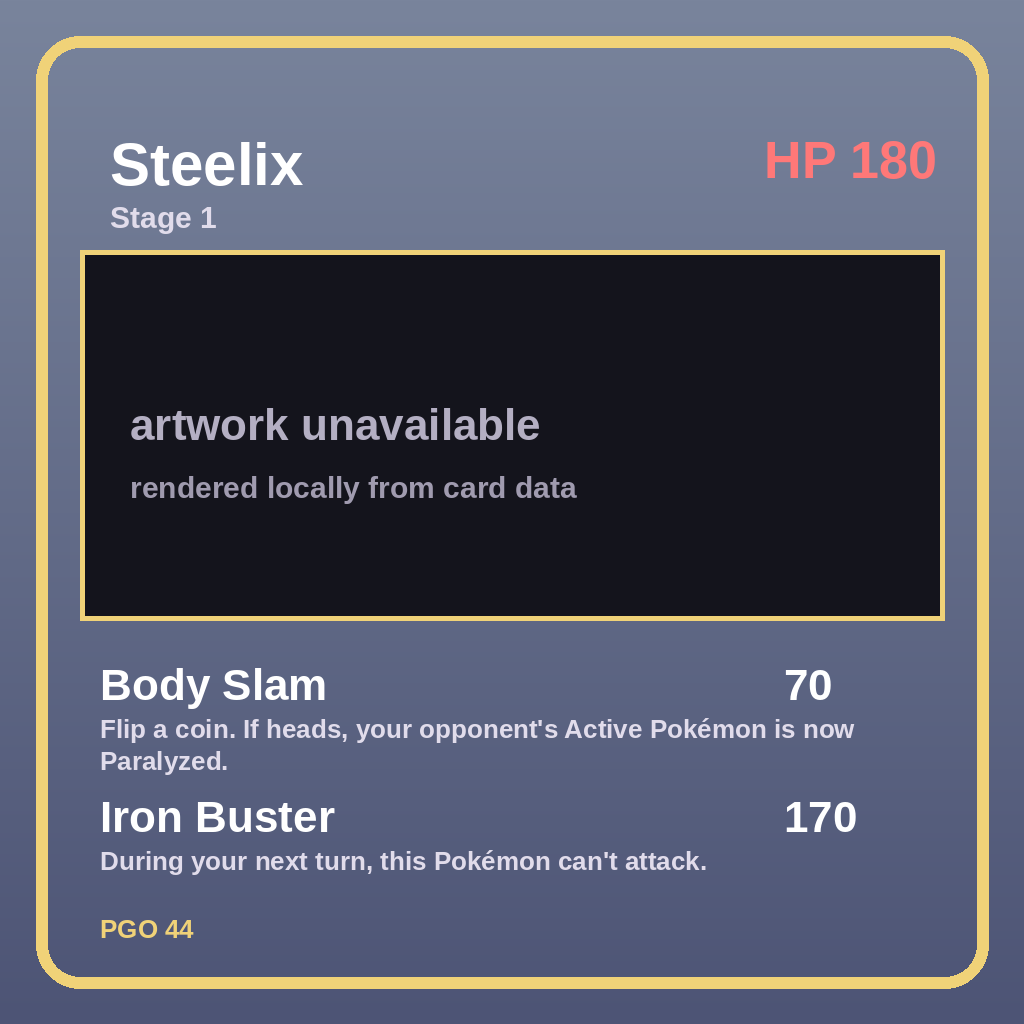 Steelix
HP 180
Stage 1
artwork unavailable
rendered locally from card data
Body Slam 70
Flip a coin. If heads, your opponent's Active Pokémon is now
Paralyzed.
Iron Buster 170
During your next turn, this Pokémon can't attack.
PGO 44